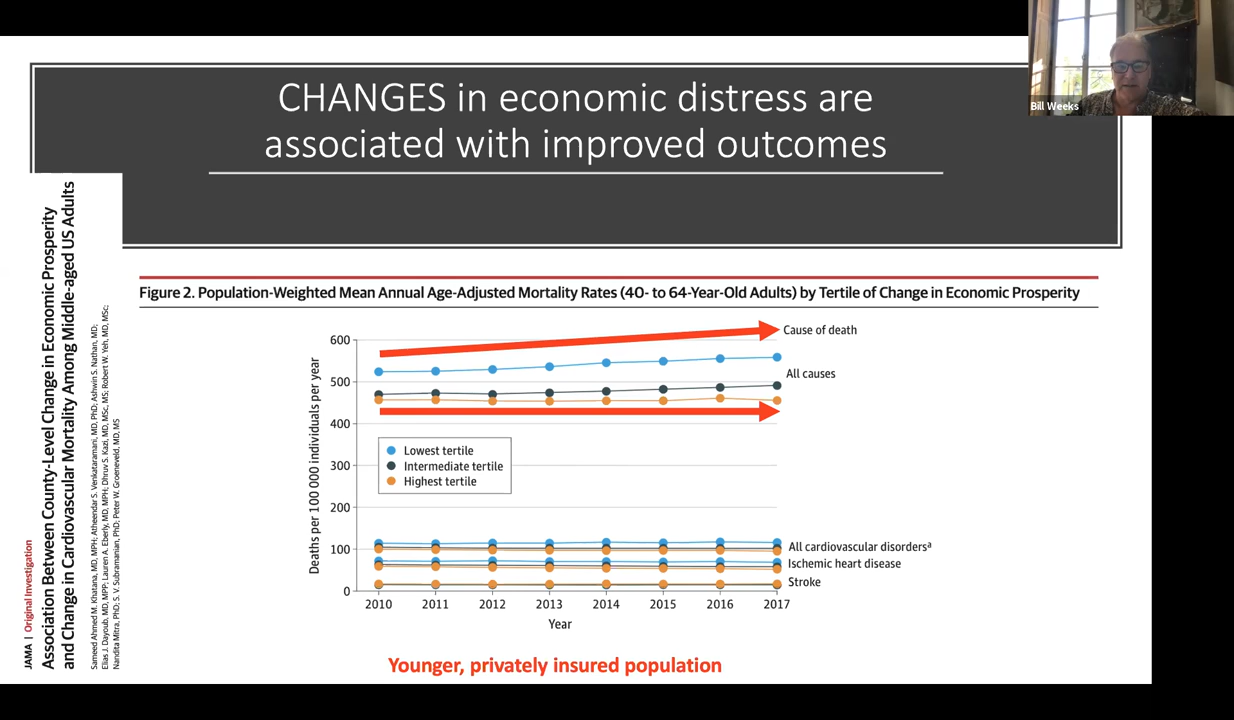 CHANGES in economic distress are
associated with improved outcomes
Bill Weeks
JAMA | Original Investigation
Association Between County-Level Change in Economic Prosperity
and Change in Cardiovascular Mortality Among Middle-aged US Adults
Sameed Ahmed M. Khatana, MD, MPH; Atheendar S. Venkataramani, MD, PhD; Ashwin S. Nathan, MD;
Elias J. Dayoub, MD, MPP; Lauren A. Eberly, MD, MPH; Dhruv S. Kazi, MD, MSc, MS; Robert W. Yeh, MD, MSc;
Nandita Mitra, PhD; S. V. Subramanian, PhD; Peter W. Groeneveld, MD, MS
Figure 2. Population-Weighted Mean Annual Age-Adjusted Mortality Rates (40- to 64-Year-Old Adults) by Tertile of Change in Economic Prosperity
Deaths per 100 000 individuals per year
600
500
400
300
200
100
0
Cause of death
All causes
Lowest tertile
Intermediate tertile
Highest tertile
All cardiovascular disordersᵃ
Ischemic heart disease
Stroke
2010 2011 2012 2013 2014 2015 2016 2017
Year
Younger, privately insured population